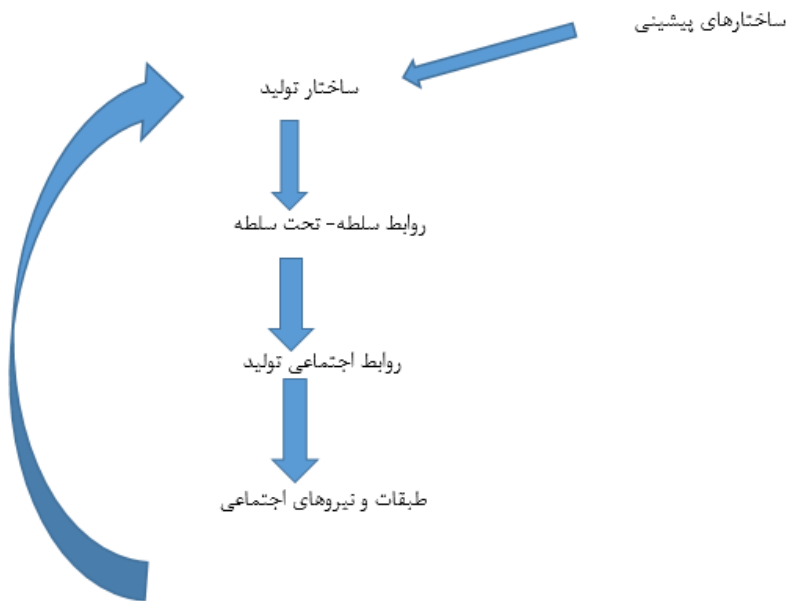 ساختارهای پیشینی
ساختار تولید
روابط سلطه- تحت سلطه
روابط اجتماعی تولید
طبقات و نیروهای اجتماعی